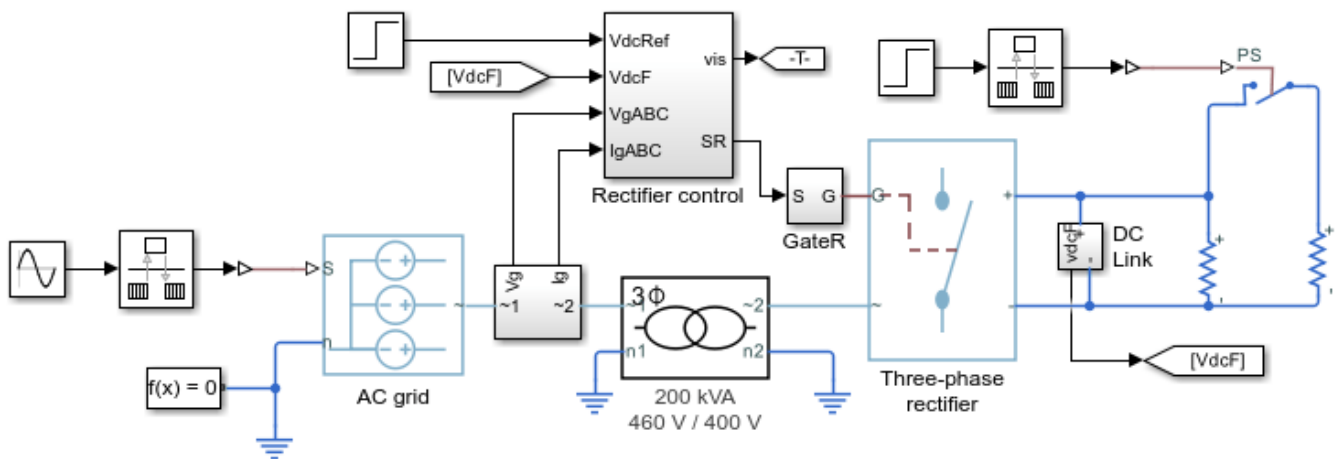 VdcRef
[VdcF]
VdcF
VgABC
IgABC
vis
-T-
SR
Rectifier control
PS
S
G
GateR
G
+
-
~
Three-phase
rectifier
vdcF
+
-
DC
Link
+
-
+
-
[VdcF]
S
n
~
AC grid
f(x) = 0
Vg
Ig
~1
~2
3Φ
~1
~2
n1
n2
200 kVA
460 V / 400 V